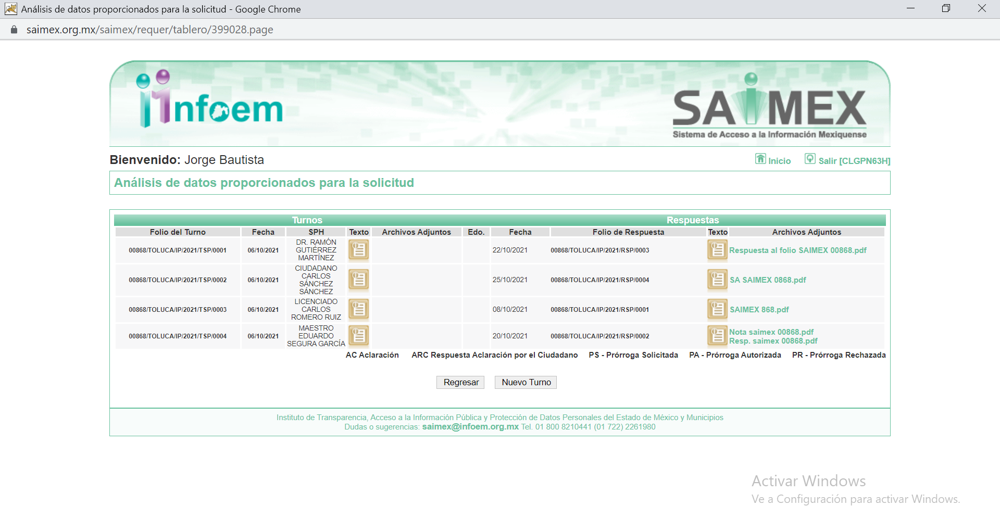 Análisis de datos proporcionados para la solicitud - Google Chrome
saimex.org.mx/saimex/requer/tablero/399028.page
infoem
SAIMEX
Sistema de Acceso a la Información Mexiquense
Bienvenido: Jorge Bautista
Inicio Salir [CLGPN63H]
Análisis de datos proporcionados para la solicitud
Turnos Respuestas
Folio del Turno Fecha SPH Texto Archivos Adjuntos Edo. Fecha Folio de Respuesta Texto Archivos Adjuntos
00868/TOLUCA/IP/2021/TSP/0001 06/10/2021 DR. RAMÓN
GUTIÉRREZ
MARTÍNEZ
22/10/2021 00868/TOLUCA/IP/2021/RSP/0003 Respuesta al folio SAIMEX 00868.pdf
00868/TOLUCA/IP/2021/TSP/0002 06/10/2021 CIUDADANO
CARLOS
SÁNCHEZ
SÁNCHEZ
25/10/2021 00868/TOLUCA/IP/2021/RSP/0004 SA SAIMEX 0868.pdf
00868/TOLUCA/IP/2021/TSP/0003 06/10/2021 LICENCIADO
CARLOS
ROMERO RUIZ
08/10/2021 00868/TOLUCA/IP/2021/RSP/0001 SAIMEX 868.pdf
00868/TOLUCA/IP/2021/TSP/0004 06/10/2021 MAESTRO
EDUARDO
SEGURA GARCÍA
20/10/2021 00868/TOLUCA/IP/2021/RSP/0002 Nota saimex 00868.pdf
Resp. saimex 00868.pdf
AC Aclaración ARC Respuesta Aclaración por el Ciudadano PS - Prórroga Solicitada PA - Prórroga Autorizada PR - Prórroga Rechazada
Regresar Nuevo Turno
Instituto de Transparencia, Acceso a la Información Pública y Protección de Datos Personales del Estado de México y Municipios
Dudas o sugerencias: saimex@infoem.org.mx Tel. 01 800 8210441 (01 722) 2261980
Activar Windows
Ve a Configuración para activar Windows.